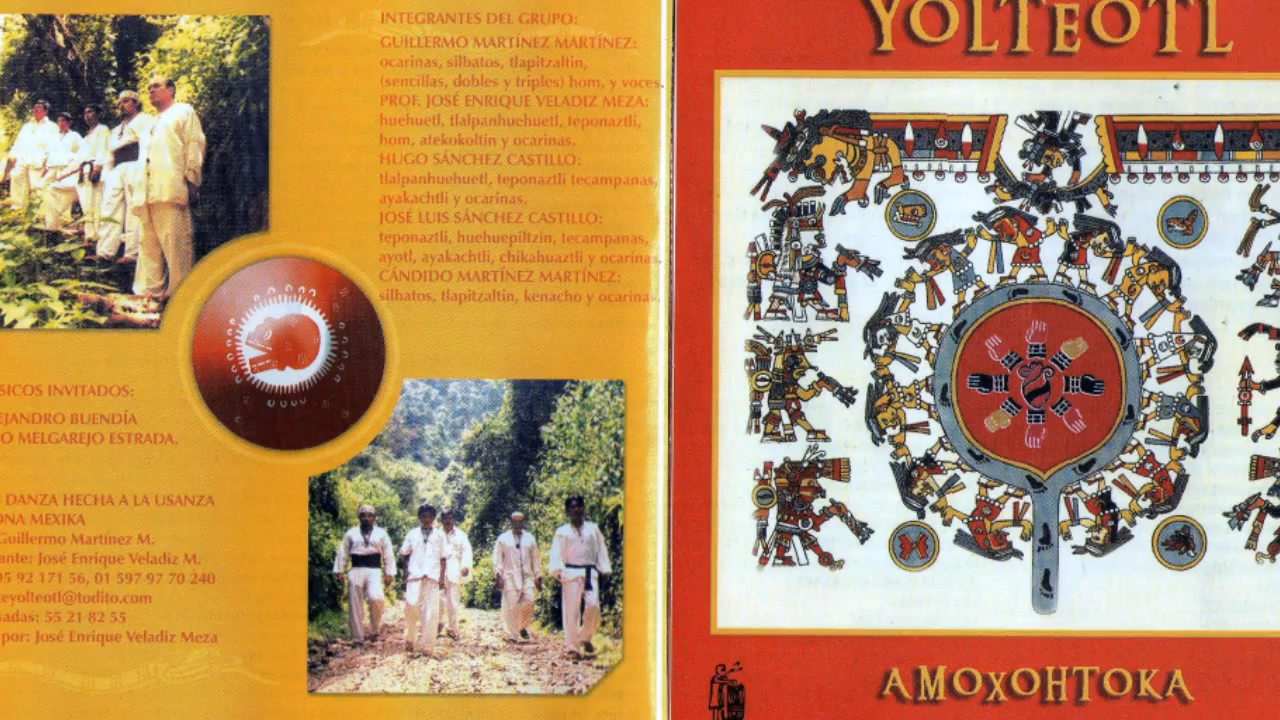 INTEGRANTES DEL GRUPO:
GUILLERMO MARTÍNEZ MARTÍNEZ:
ocarinas, silbatos, tlapitzaltin,
(sencillas, dobles y triples) hom, y voces.
PROF. JOSÉ ENRIQUE VELADIZ MEZA:
huehuetl, tlalpanhuehuetl, teponaztli,
hom, atekokoltin y ocarinas.
HUGO SÁNCHEZ CASTILLO:
tlalpanhuehuetl, teponaztli tecampanas,
ayakachtli y ocarinas.
JOSÉ LUIS SÁNCHEZ CASTILLO:
teponaztli, huehuepiltzin, tecampanas,
ayotl, ayakachtli, chikahuaztli y ocarinas.
CÁNDIDO MARTÍNEZ MARTÍNEZ:
silbatos, tlapitzaltin, kenacho y ocarinas.
SICOS INVITADOS:
EJANDRO BUENDÍA
O MELGAREJO ESTRADA.
DANZA HECHA A LA USANZA
ONA MEXIKA
Guillermo Martínez M.
ante: José Enrique Veladiz M.
95 92 171 56, 01 597 97 70 240
eyolteotl@todito.com
adas: 55 21 82 55
por: José Enrique Veladiz Meza
YOLTEOTL
AMOXOHTOKA